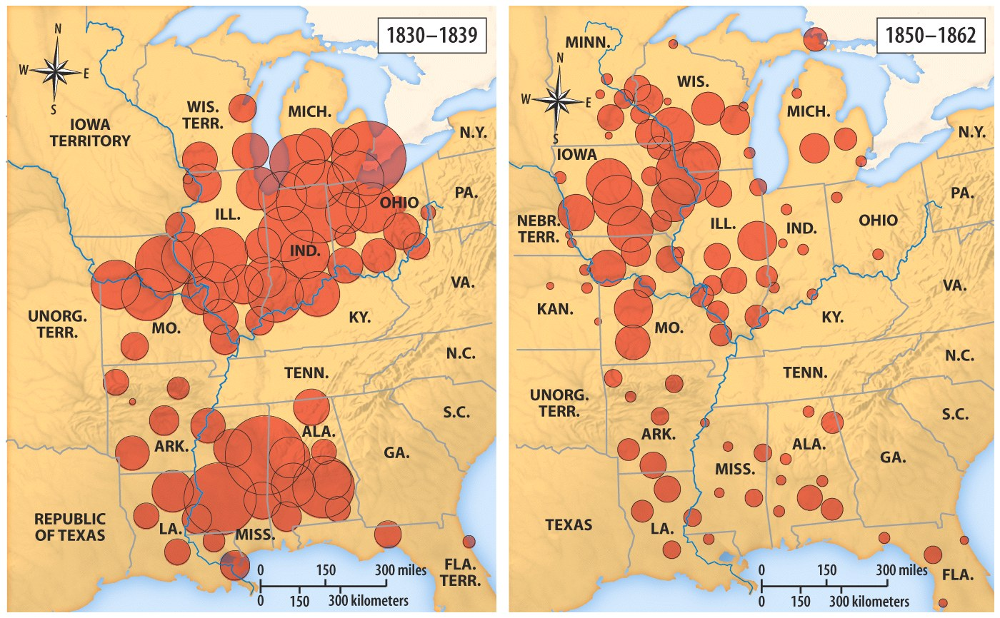 1830–1839
N
W
E
S
IOWA
TERRITORY
WIS.
TERR.
MICH.
N.Y.
PA.
OHIO
ILL.
IND.
VA.
UNORG.
TERR.
MO.
KY.
N.C.
TENN.
S.C.
ARK.
ALA.
GA.
REPUBLIC
OF TEXAS
LA.
MISS.
FLA.
TERR.
0 150 300 miles
150 300 kilometers
1850–1862
MINN.
N
W
E
S
WIS.
MICH.
N.Y.
IOWA
PA.
NEBR.
TERR.
ILL.
IND.
OHIO
VA.
KAN.
MO.
KY.
N.C.
TENN.
UNORG.
TERR.
S.C.
ARK.
ALA.
GA.
MISS.
TEXAS
LA.
FLA.
0 150 300 miles
150 300 kilometers